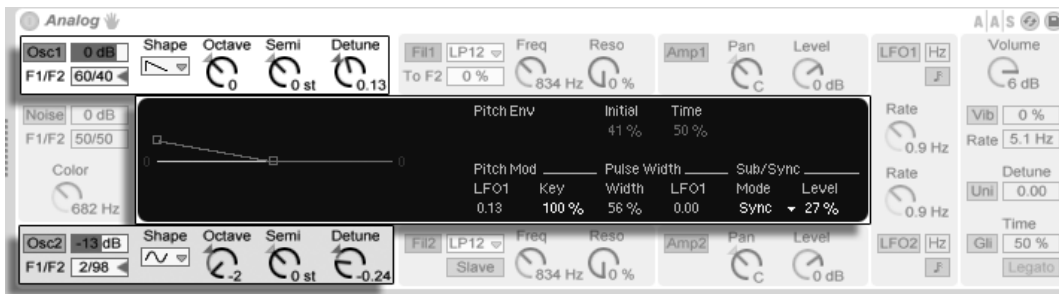 Analog
A A S
Osc1 0 dB Shape Octave Semi Detune Fil1 LP12 Freq Reso Amp1 Pan Level LFO1 Hz Volume
F1/F2 60/40 0 0 st 0.13 To F2 0 % 834 Hz 0 % C 0 dB -6 dB
Noise 0 dB Pitch Env Initial Time Rate Vib 0 %
F1/F2 50/50 41 % 50 % 0.9 Hz Rate 5.1 Hz
0 0
Color Pitch Mod Pulse Width Sub/Sync Rate Detune
LFO1 Key Width LFO1 Mode Level Uni 0.00
682 Hz 0.13 100 % 56 % 0.00 Sync 27 % 0.9 Hz
Time
Osc2 -13 dB Shape Octave Semi Detune Fil2 LP12 Freq Reso Amp2 Pan Level LFO2 Hz Gli 50 %
F1/F2 2/98 -2 0 st -0.24 Slave 834 Hz 0 % C 0 dB Legato